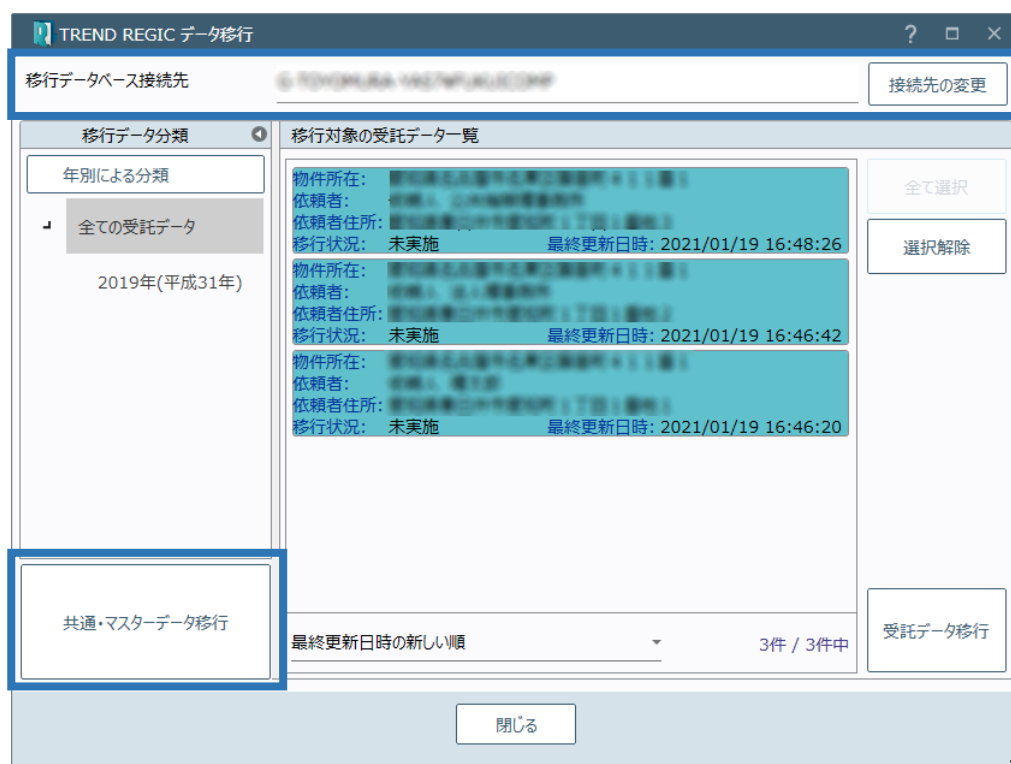 TREND REGIC データ移行
移行データベース接続先
接続先の変更
移行データ分類
移行対象の受託データ一覧
年別による分類
全ての受託データ
2019年(平成31年)
物件所在:
依頼者:
依頼者住所:
移行状況: 未実施 最終更新日時: 2021/01/19 16:48:26
物件所在:
依頼者:
依頼者住所:
移行状況: 未実施 最終更新日時: 2021/01/19 16:46:42
物件所在:
依頼者:
依頼者住所:
移行状況: 未実施 最終更新日時: 2021/01/19 16:46:20
全て選択
選択解除
共通・マスターデータ移行
最終更新日時の新しい順
3件 / 3件中
受託データ移行
閉じる